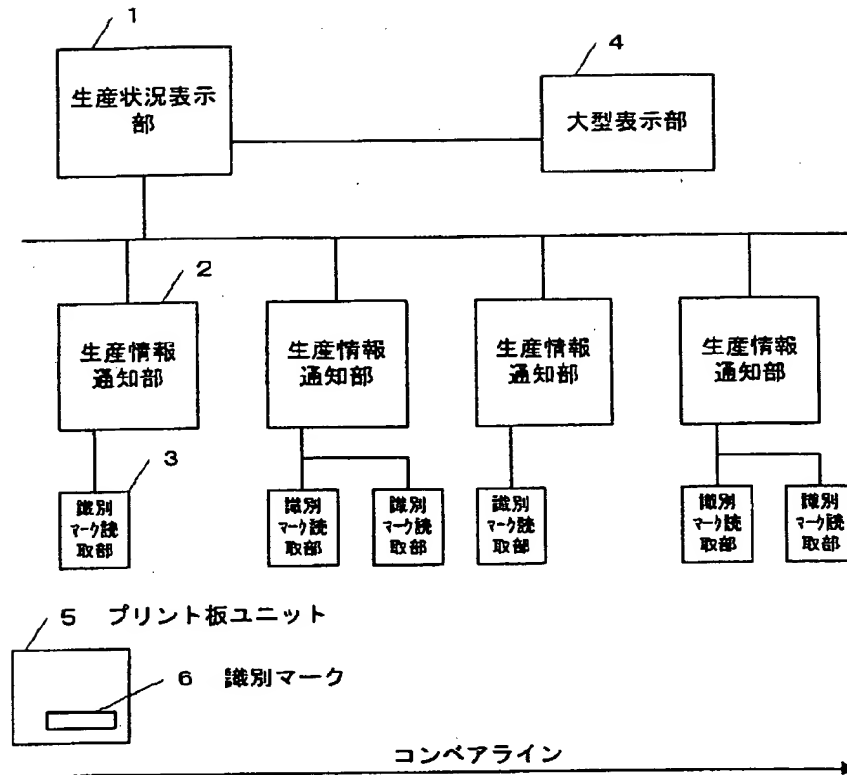 1
生産状況表示
部
4
大型表示部
2
生産情報
通知部
生産情報
通知部
生産情報
通知部
生産情報
通知部
3
識別
マーク読
取部
識別
マーク読
取部
識別
マーク読
取部
識別
マーク読
取部
識別
マーク読
取部
識別
マーク読
取部
5 プリント板ユニット
6 識別マーク
コンベアライン